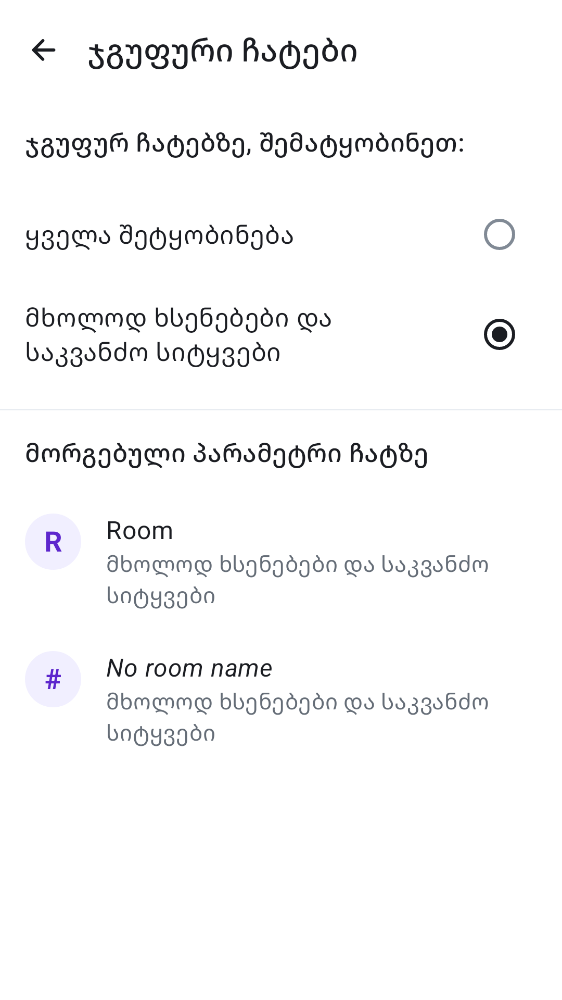 ჯგუფური ჩატები
ჯგუფურ ჩატებზე, შემატყობინეთ:
ყველა შეტყობინება
მხოლოდ ხსენებები და
საკვანძო სიტყვები
მორგებული პარამეტრი ჩატზე
R
Room
მხოლოდ ხსენებები და საკვანძო
სიტყვები
#
No room name
მხოლოდ ხსენებები და საკვანძო
სიტყვები